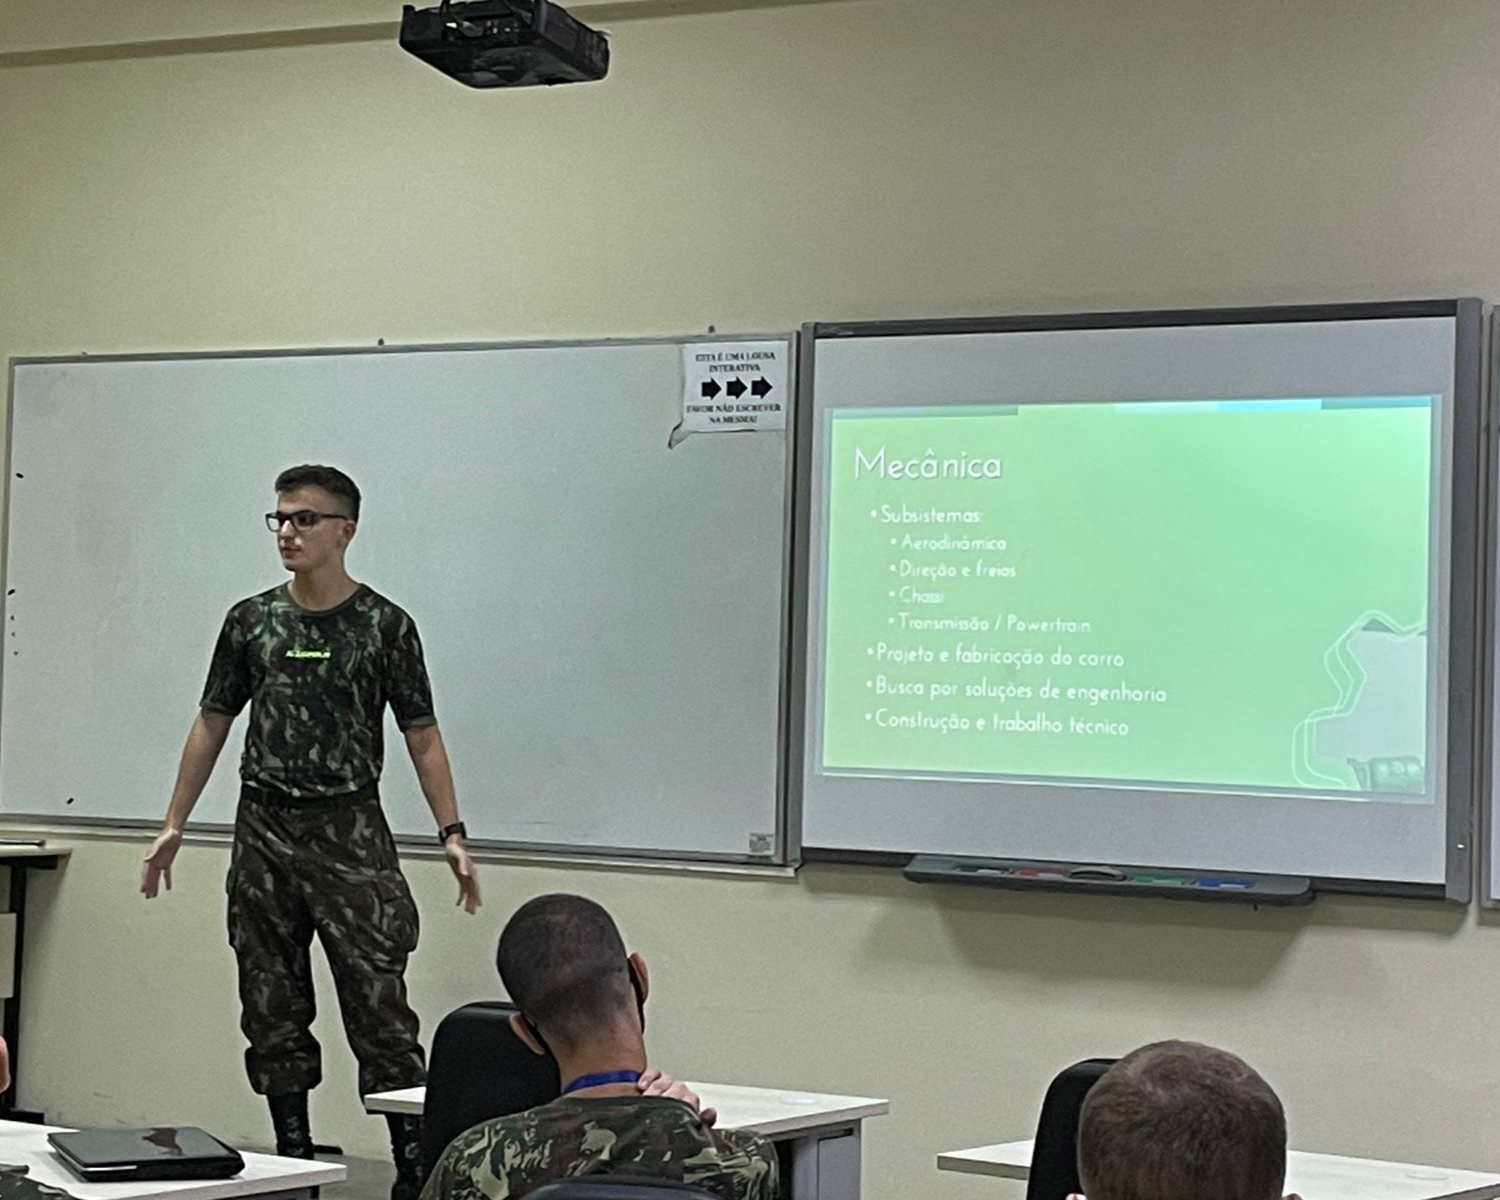 ESTA É UMA LOUSA
INTERATIVA
FAVOR NÃO ESCREVER
NA MESMA!
Mecânica
• Subsistemas:
• Aerodinâmica
• Direção e freios
• Chassi
• Transmissão / Powertrain
• Projeto e fabricação do carro
• Busca por soluções de engenharia
• Construção e trabalho técnico